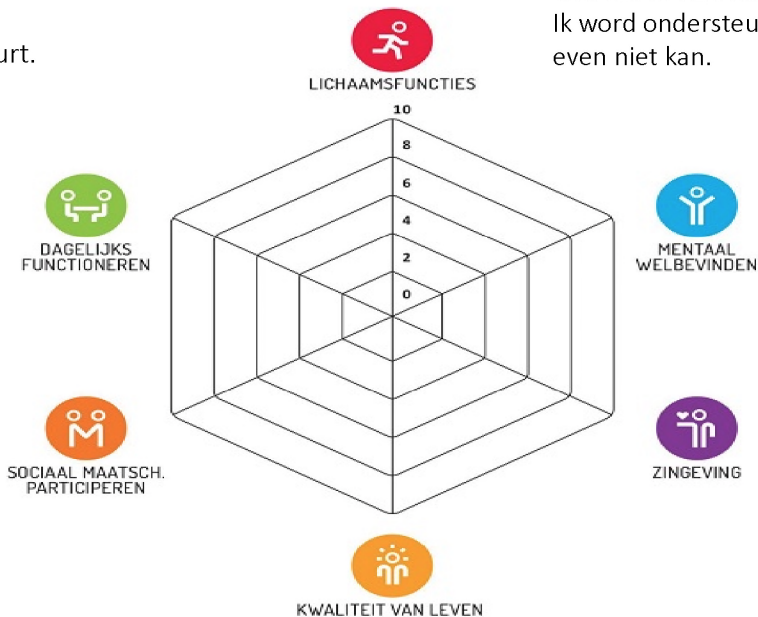 urt.
Ik word ondersteu
even niet kan.
LICHAAMSFUNCTIES
10
8
6
4
2
0
DAGELIJKS
FUNCTIONEREN
MENTAAL
WELBEVINDEN
SOCIAAL MAATSCH.
PARTICIPEREN
ZINGEVING
KWALITEIT VAN LEVEN